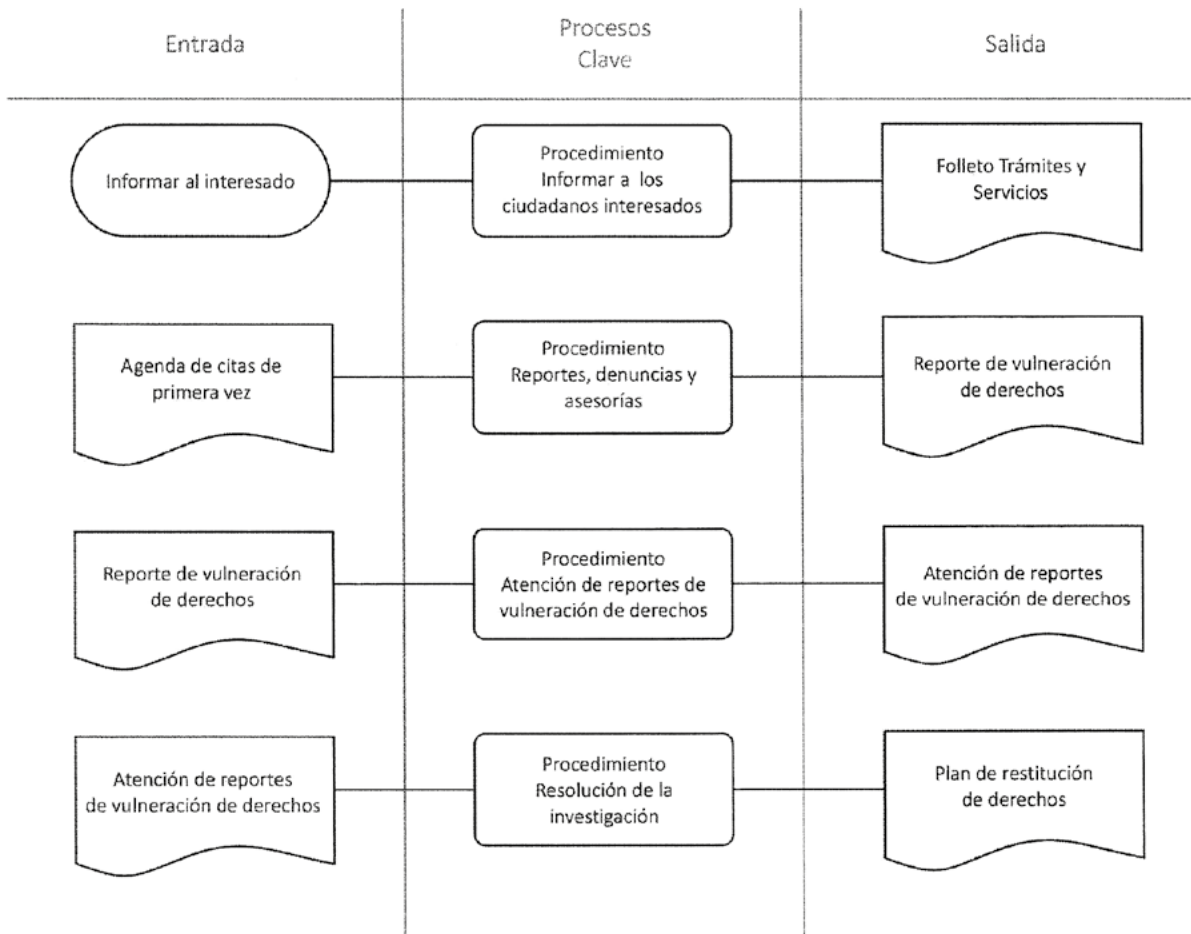 Entrada
Procesos
Clave
Salida
Informar al interesado
Procedimiento
Informar a los
ciudadanos interesados
Folleto Trámites y
Servicios
Agenda de citas de
primera vez
Procedimiento
Reportes, denuncias y
asesorías
Reporte de vulneración
de derechos
Reporte de vulneración
de derechos
Procedimiento
Atención de reportes de
vulneración de derechos
Atención de reportes
de vulneración de derechos
Atención de reportes
de vulneración de derechos
Procedimiento
Resolución de la
investigación
Plan de restitución
de derechos